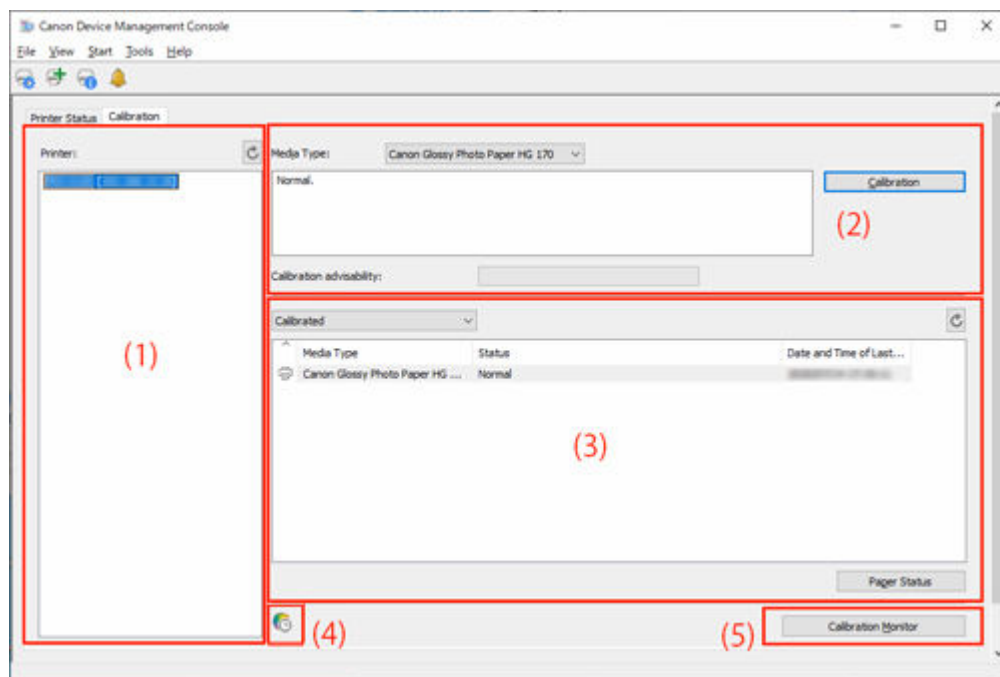 Canon Device Management Console
File View Start Tools Help
Printer Status Calibration
Printer:
(1)
Media Type: Canon Glossy Photo Paper HG 170
Normal.
Calibration
(2)
Calibration advisability:
Calibrated
Media Type Status Date and Time of Last...
Canon Glossy Photo Paper HG ... Normal
(3)
Paper Status
(4)
(5)
Calibration Monitor